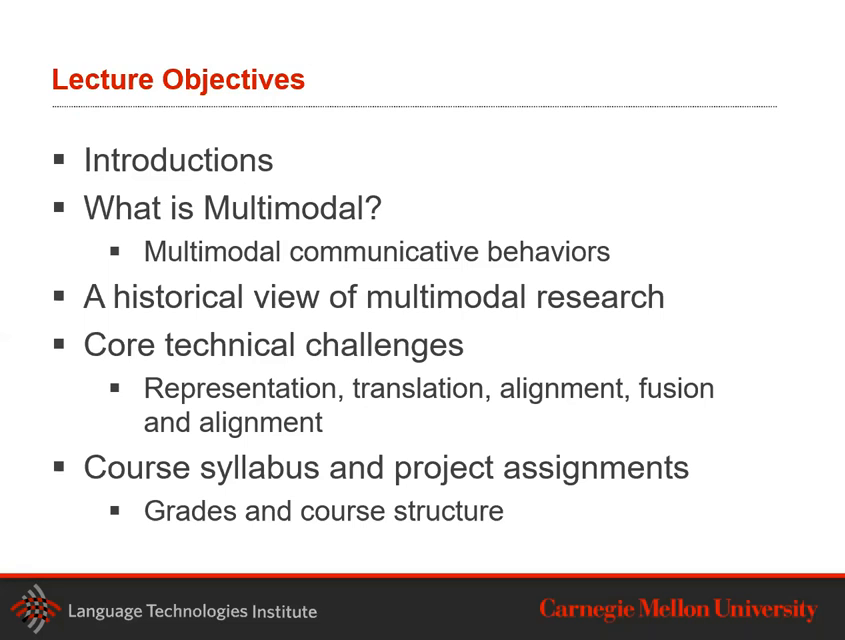 Lecture Objectives
Introductions
What is Multimodal?
Multimodal communicative behaviors
A historical view of multimodal research
Core technical challenges
Representation, translation, alignment, fusion
and alignment
Course syllabus and project assignments
Grades and course structure
Language Technologies Institute
Carnegie Mellon University